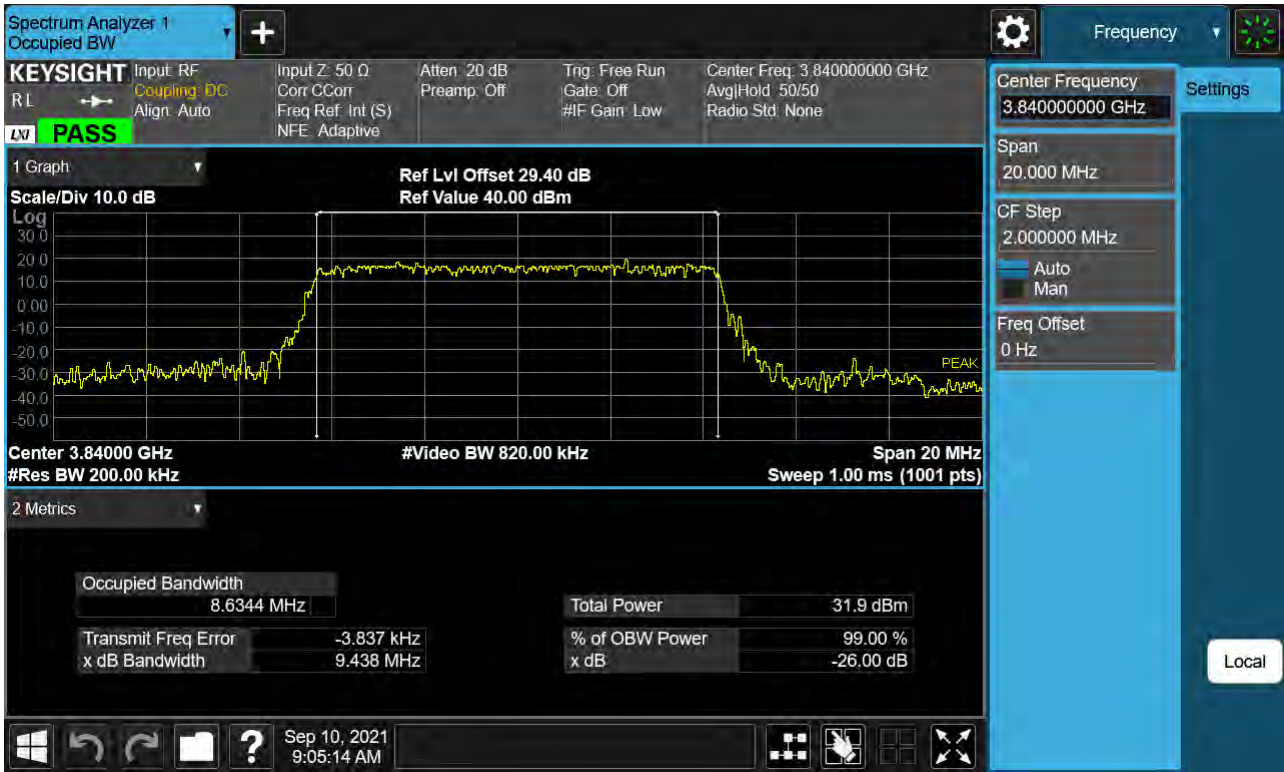 Spectrum Analyzer 1
Occupied BW
+
Frequency
KEYSIGHT
RL
LXI
PASS
Input: RF
Coupling: DC
Align: Auto
Input Z: 50 Ω
Corr CCorr
Freq Ref: Int (S)
NFE: Adaptive
Atten: 20 dB
Preamp: Off
Trig: Free Run
Gate: Off
#IF Gain: Low
Center Freq: 3.840000000 GHz
Avg|Hold: 50/50
Radio Std: None
Center Frequency
3.840000000 GHz
Settings
Span
20.000 MHz
CF Step
2.000000 MHz
Auto
Man
Freq Offset
0 Hz
Local
1 Graph
Scale/Div 10.0 dB
Ref Lvl Offset 29.40 dB
Ref Value 40.00 dBm
Log
30.0
20.0
10.0
0.00
-10.0
-20.0
-30.0
-40.0
-50.0
PEAK
Center 3.84000 GHz
#Video BW 820.00 kHz
Span 20 MHz
#Res BW 200.00 kHz
Sweep 1.00 ms (1001 pts)
2 Metrics
Occupied Bandwidth
8.6344 MHz
Total Power 31.9 dBm
Transmit Freq Error -3.837 kHz
% of OBW Power 99.00 %
x dB Bandwidth 9.438 MHz
x dB -26.00 dB
?
Sep 10, 2021
9:05:14 AM